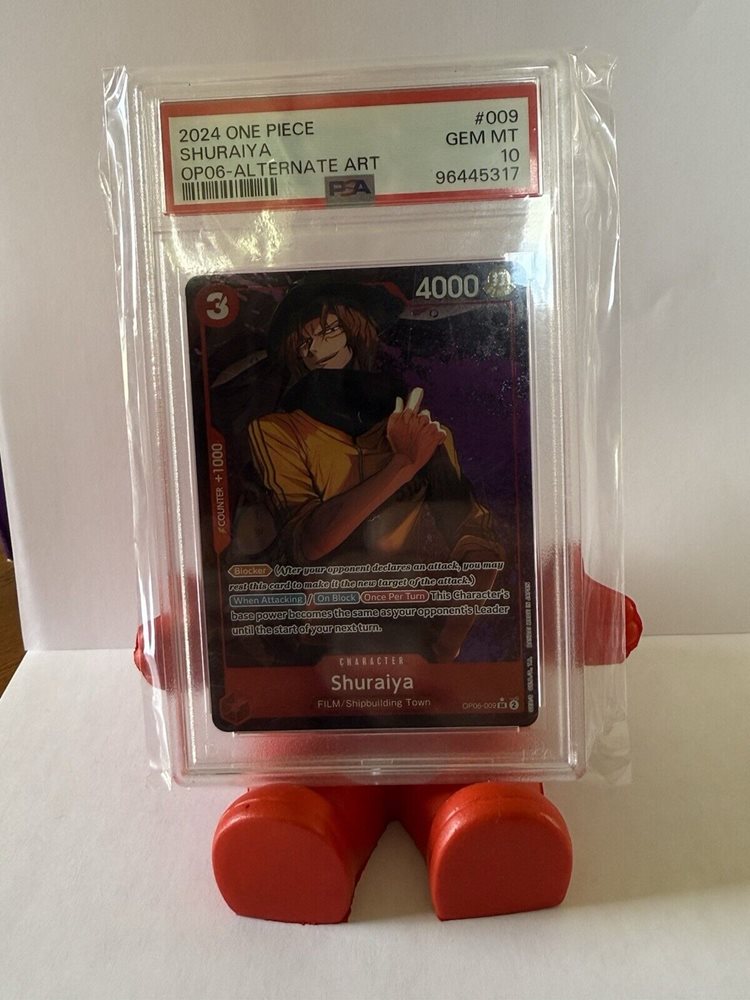 2024 ONE PIECE
#009
SHURAIYA
GEM MT
OP06-ALTERNATE ART
10
PSA
96445317
3
4000
COUNTER +1000
Blocker (After your opponent declares an attack, you may
rest this card to make it the new target of the attack.)
When Attacking / On Block Once Per Turn This Character's
base power becomes the same as your opponent's Leader
until the start of your next turn.
CHARACTER
Shuraiya
FILM/Shipbuilding Town
OP06-009
2